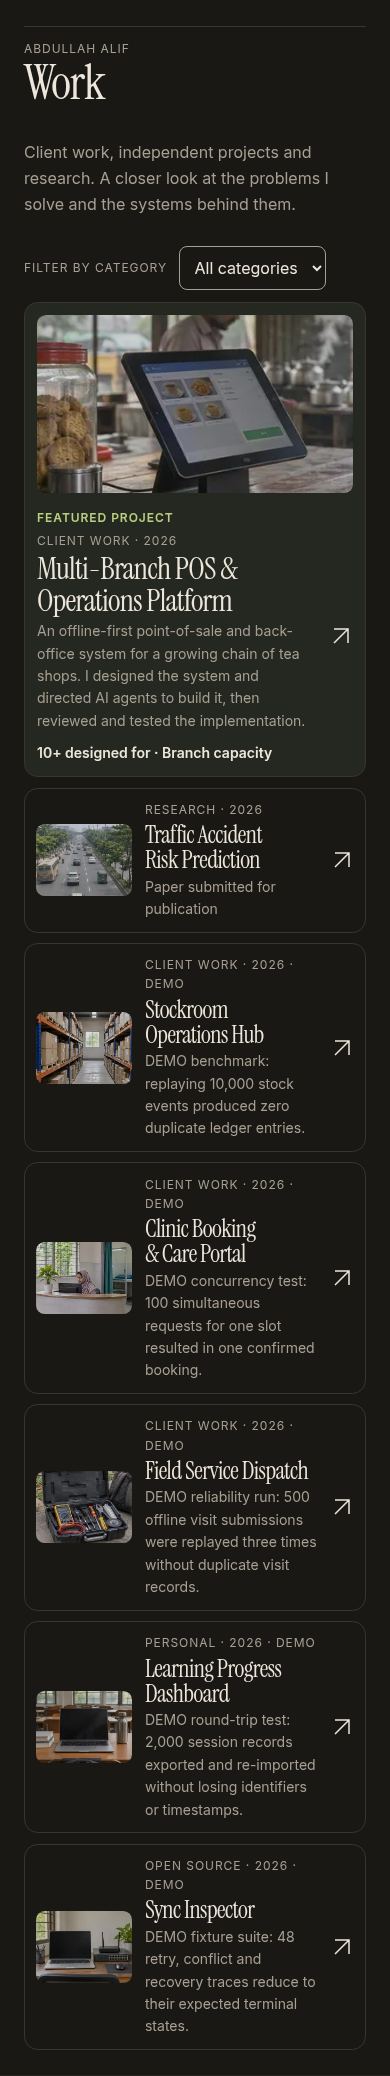 ABDULLAH ALIF
Work
Client work, independent projects and
research. A closer look at the problems I
solve and the systems behind them.
FILTER BY CATEGORY
All categories
FEATURED PROJECT
CLIENT WORK · 2026
Multi-Branch POS &
Operations Platform
An offline-first point-of-sale and back-
office system for a growing chain of tea
shops. I designed the system and
directed AI agents to build it, then
reviewed and tested the implementation.
10+ designed for · Branch capacity
RESEARCH · 2026
Traffic Accident
Risk Prediction
Paper submitted for
publication
CLIENT WORK · 2026 ·
DEMO
Stockroom
Operations Hub
DEMO benchmark:
replaying 10,000 stock
events produced zero
duplicate ledger entries.
CLIENT WORK · 2026 ·
DEMO
Clinic Booking
& Care Portal
DEMO concurrency test:
100 simultaneous
requests for one slot
resulted in one confirmed
booking.
CLIENT WORK · 2026 ·
DEMO
Field Service Dispatch
DEMO reliability run: 500
offline visit submissions
were replayed three times
without duplicate visit
records.
PERSONAL · 2026 · DEMO
Learning Progress
Dashboard
DEMO round-trip test:
2,000 session records
exported and re-imported
without losing identifiers
or timestamps.
OPEN SOURCE · 2026 ·
DEMO
Sync Inspector
DEMO fixture suite: 48
retry, conflict and
recovery traces reduce to
their expected terminal
states.